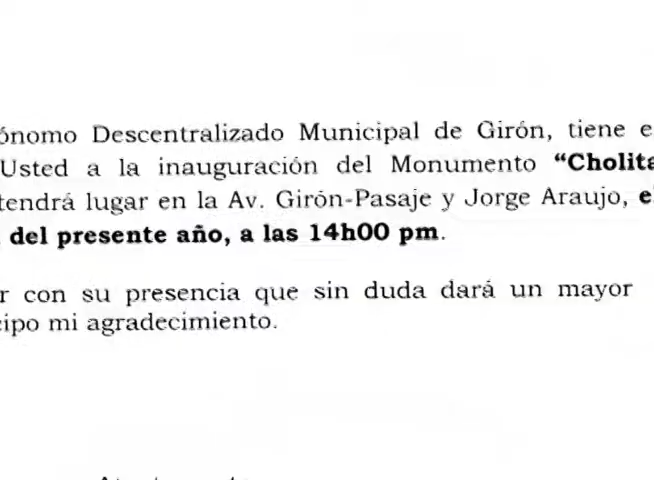 ónomo Descentralizado Municipal de Girón, tiene e
Usted a la inauguración del Monumento “Cholita
tendrá lugar en la Av. Girón-Pasaje y Jorge Araujo, e
del presente año, a las 14h00 pm.
r con su presencia que sin duda dará un mayor
cipo mi agradecimiento.